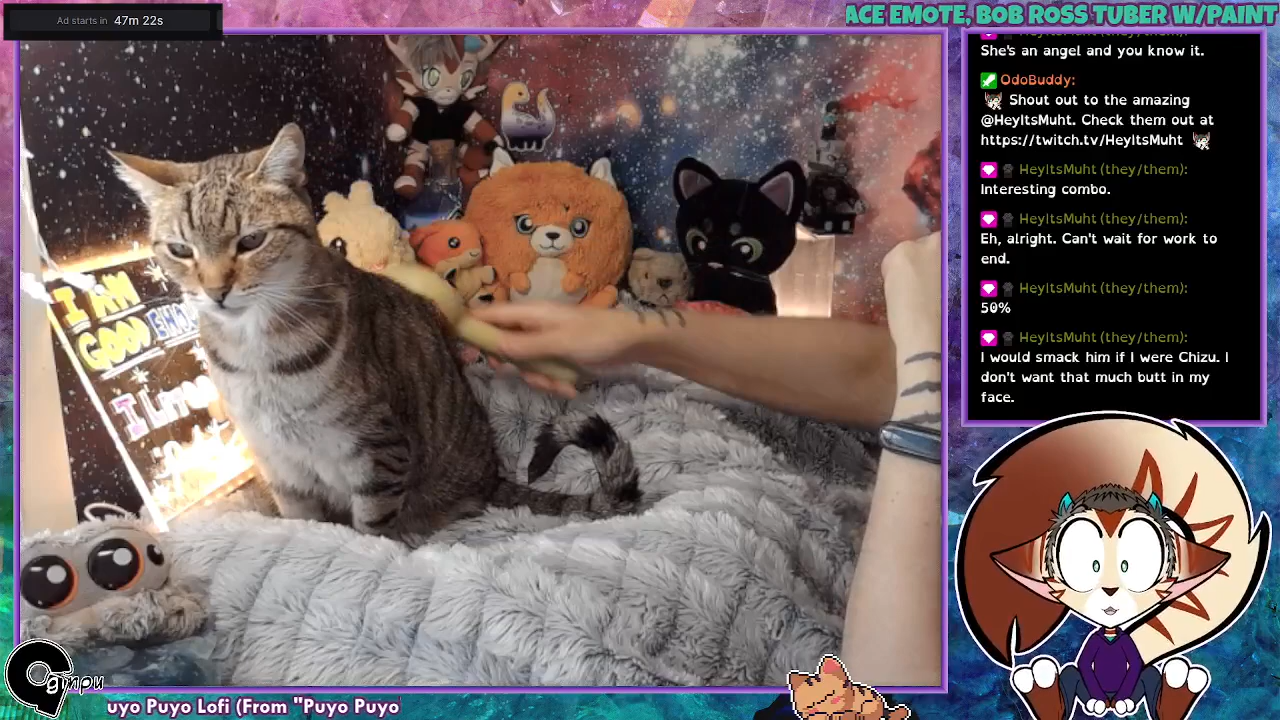 Ad starts in 47m 22s
ACE EMOTE, BOB ROSS TUBER W/PAINT
She's an angel and you know it.
OdoBuddy:
Shout out to the amazing
@HeyItsMuht. Check them out at
https://twitch.tv/HeyItsMuht
HeyItsMuht (they/them):
Interesting combo.
HeyItsMuht (they/them):
Eh, alright. Can't wait for work to
end.
HeyItsMuht (they/them):
50%
HeyItsMuht (they/them):
I would smack him if I were Chizu. I
don't want that much butt in my
face.
I AM
GOOD
ginpu
uyo Puyo Lofi (From "Puyo Puyo"